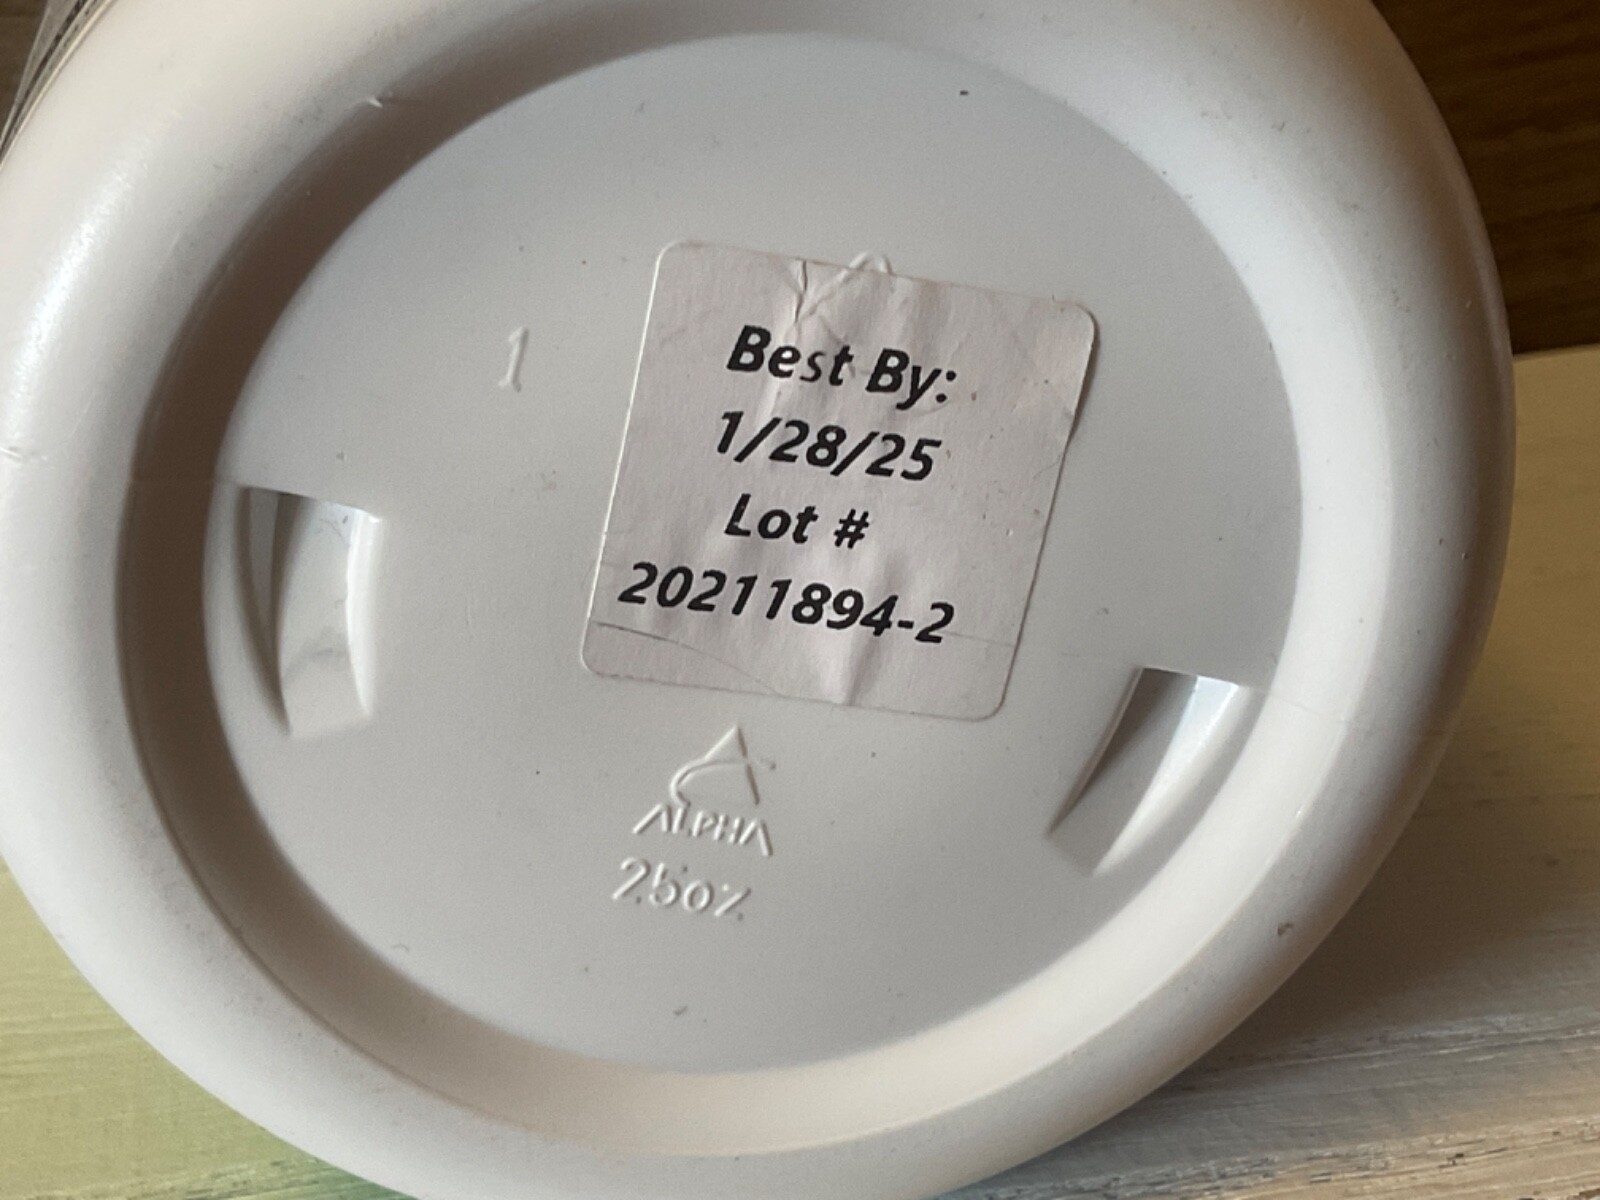 1
Best By:
1/28/25
Lot #
20211894-2
ALPHA
25oz